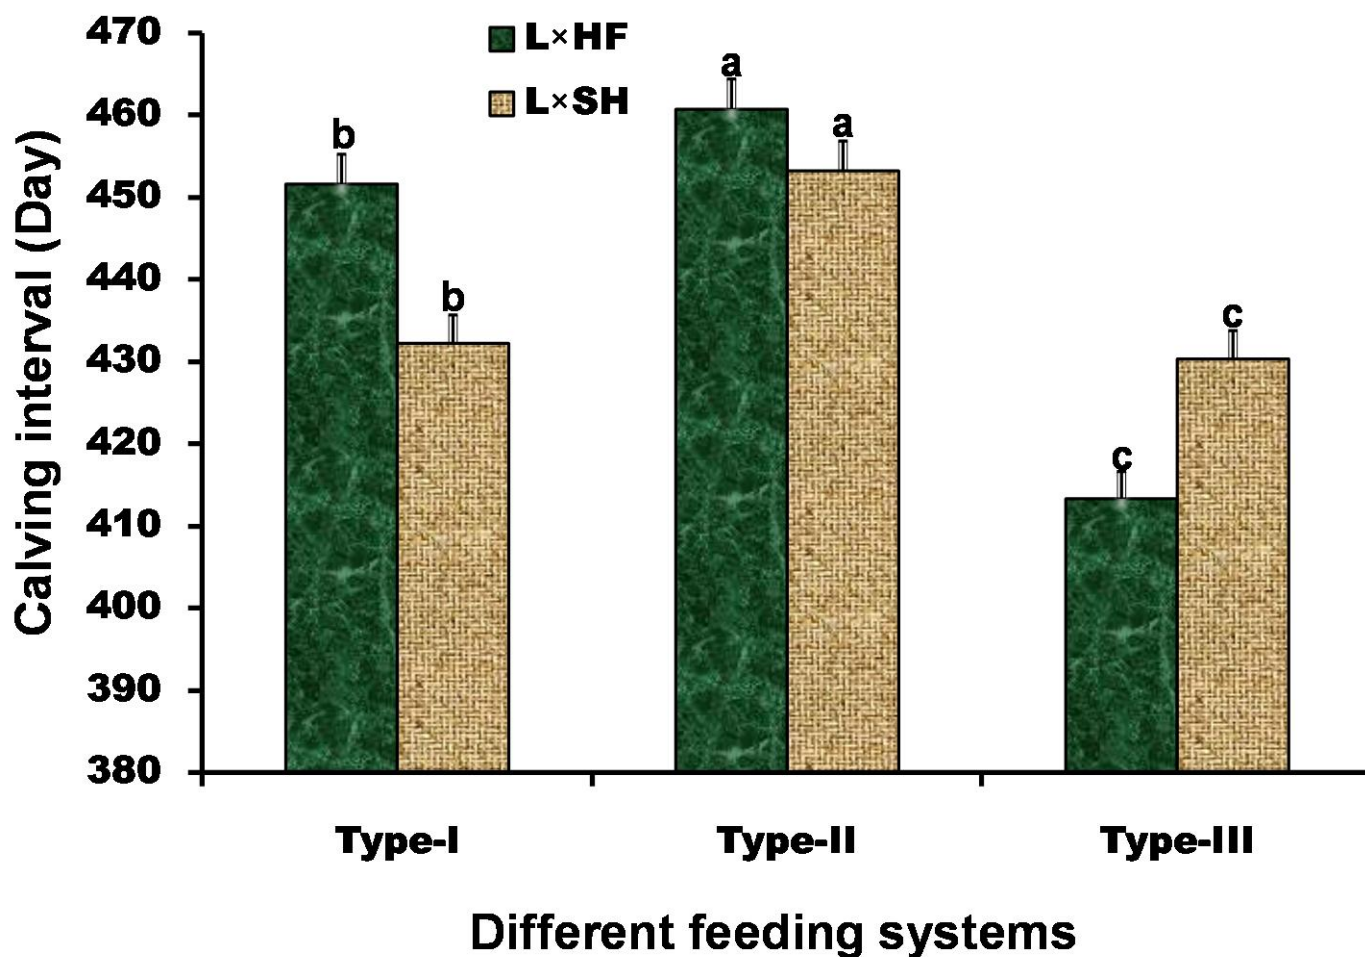 470
460
450
440
430
420
410
400
390
380
Calving interval (Day)
L×HF
L×SH
b
b
a
a
c
c
Type-I
Type-II
Type-III
Different feeding systems